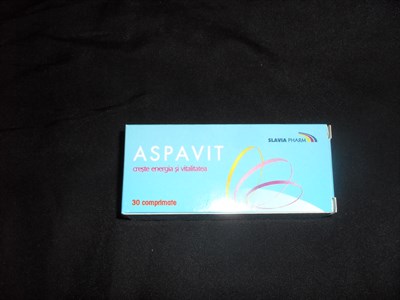 SLAVIA PHARM
ASPAVIT
crește energia și vitalitatea
30 comprimate